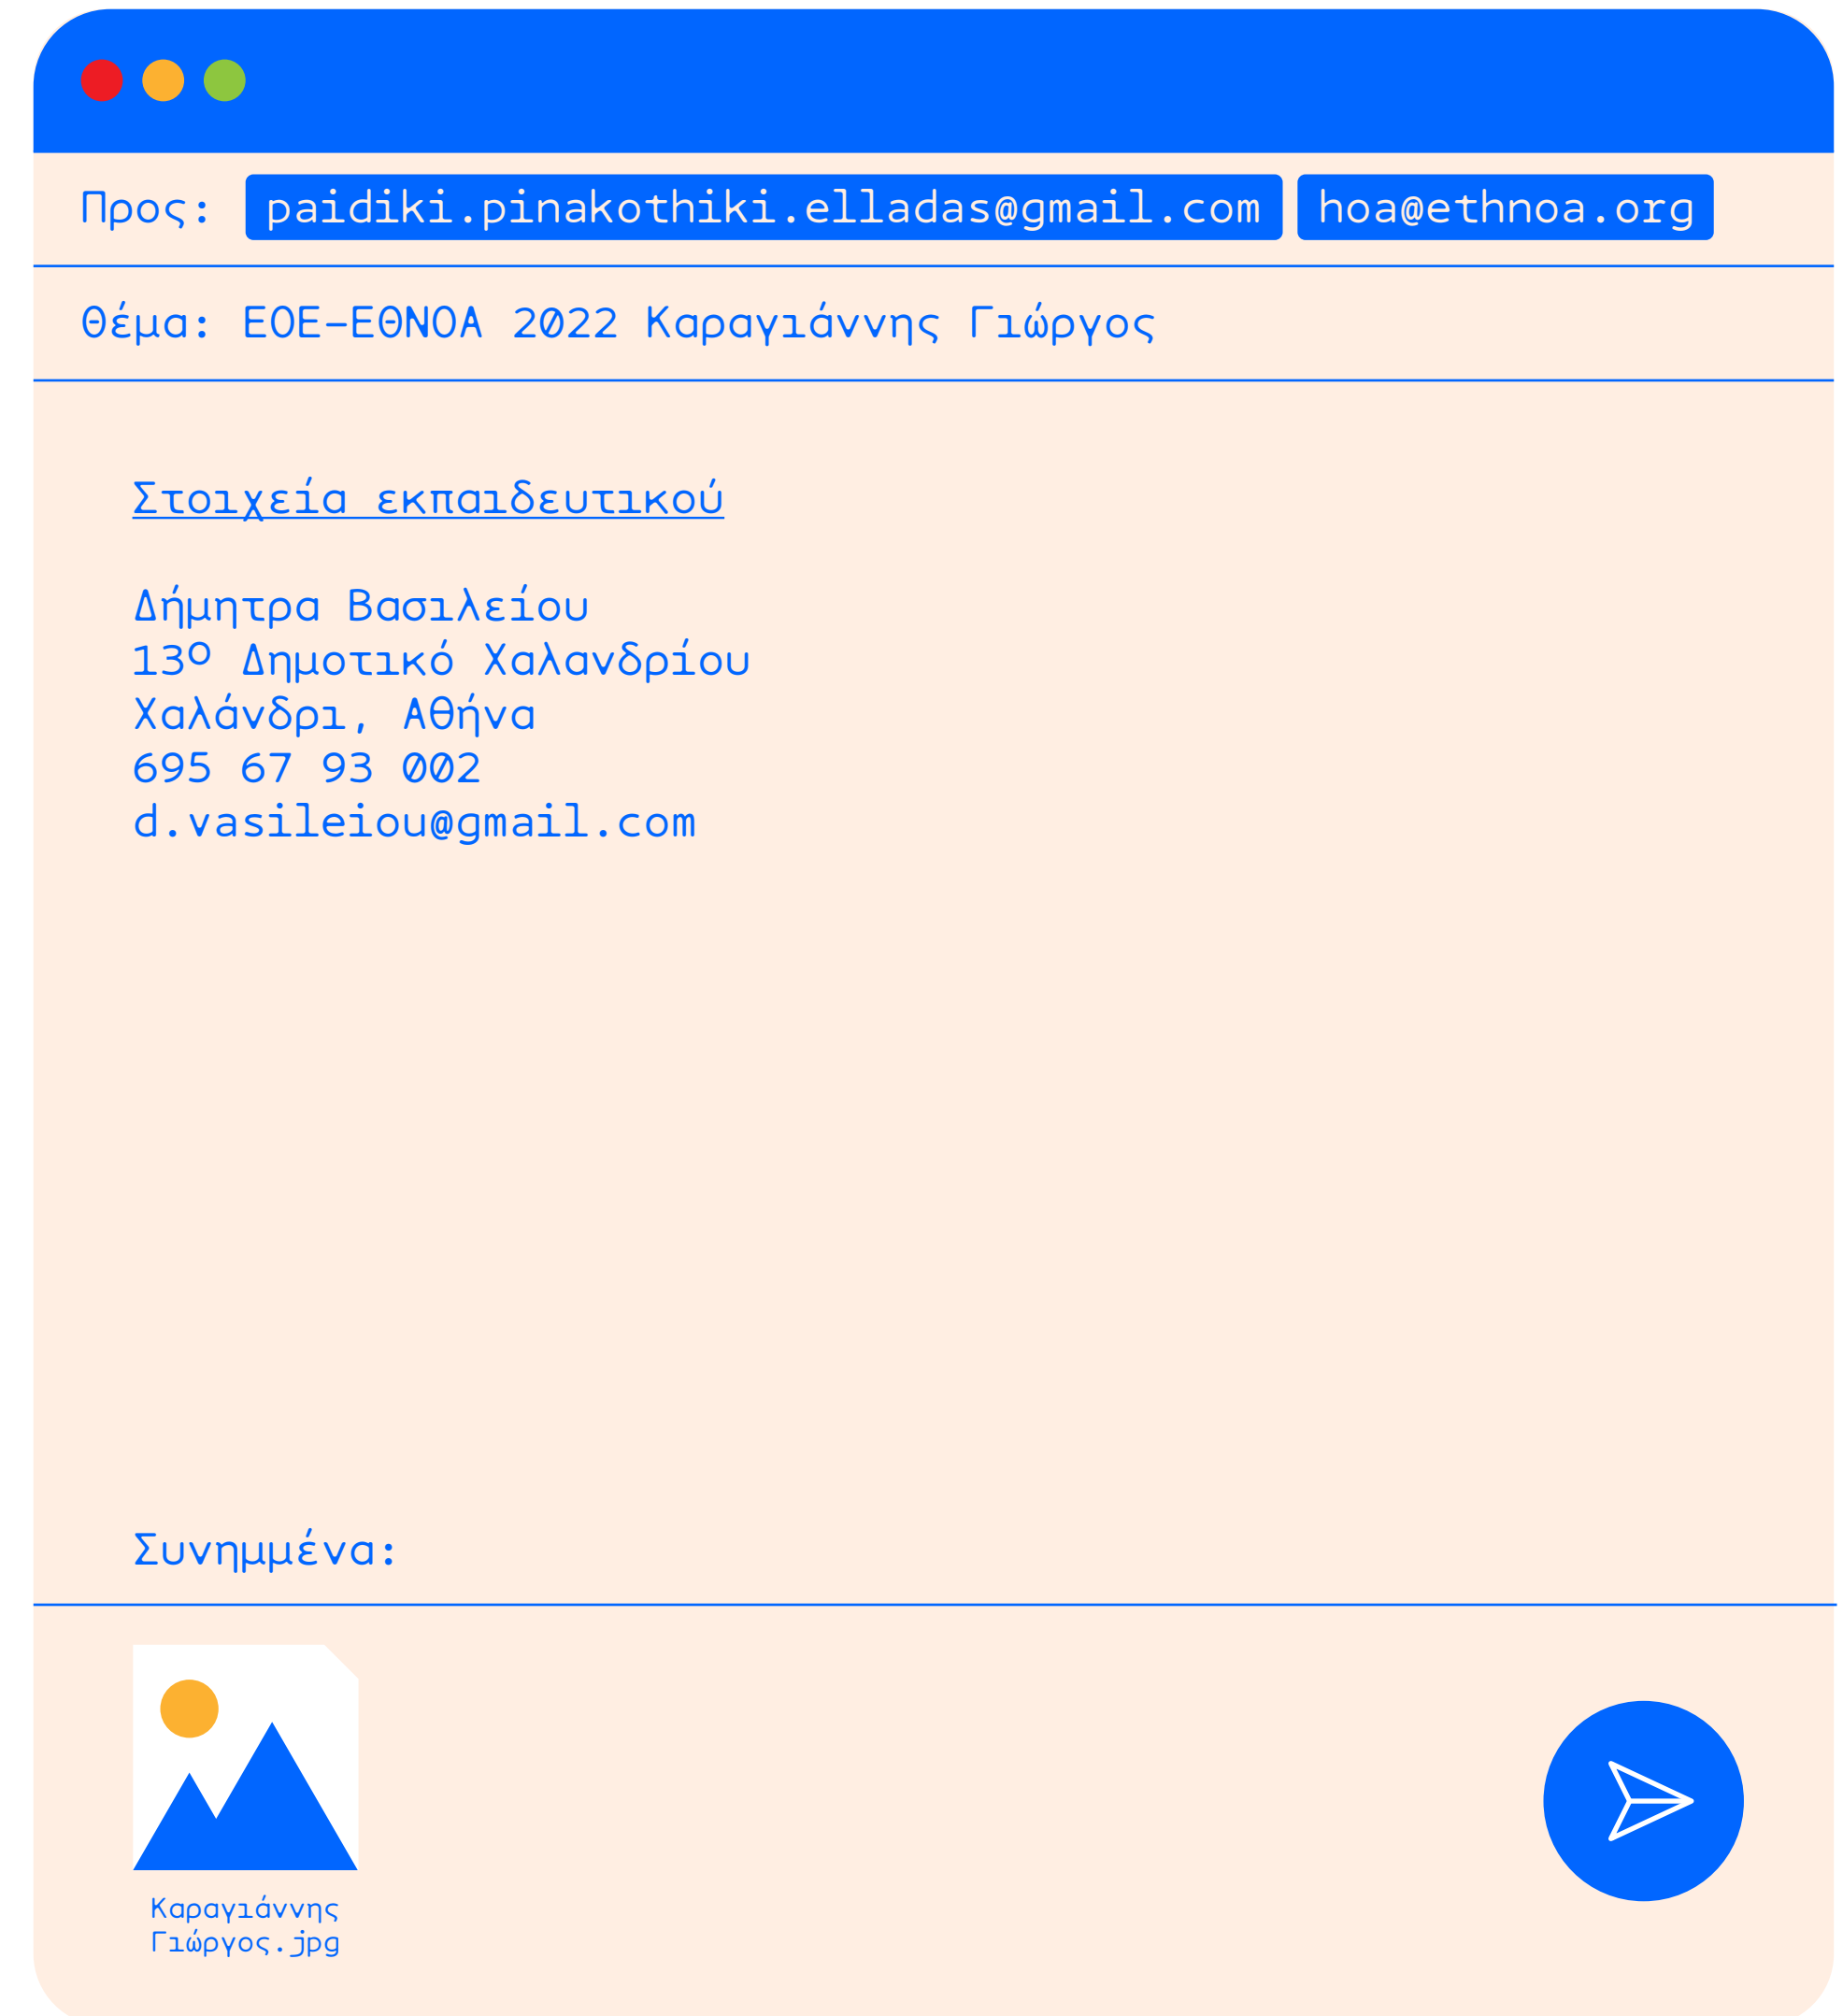 Προς: paidiki.pinakothiki.elladas@gmail.com hoa@ethnoa.org
Θέμα: ΕΟΕ-ΕΘΝΟΑ 2022 Καραγιάννης Γιώργος
Στοιχεία εκπαιδευτικού
Δήμητρα Βασιλείου
13ο Δημοτικό Χαλανδρίου
Χαλάνδρι, Αθήνα
695 67 93 002
d.vasileiou@gmail.com
Συνημμένα:
Καραγιάννης
Γιώργος.jpg